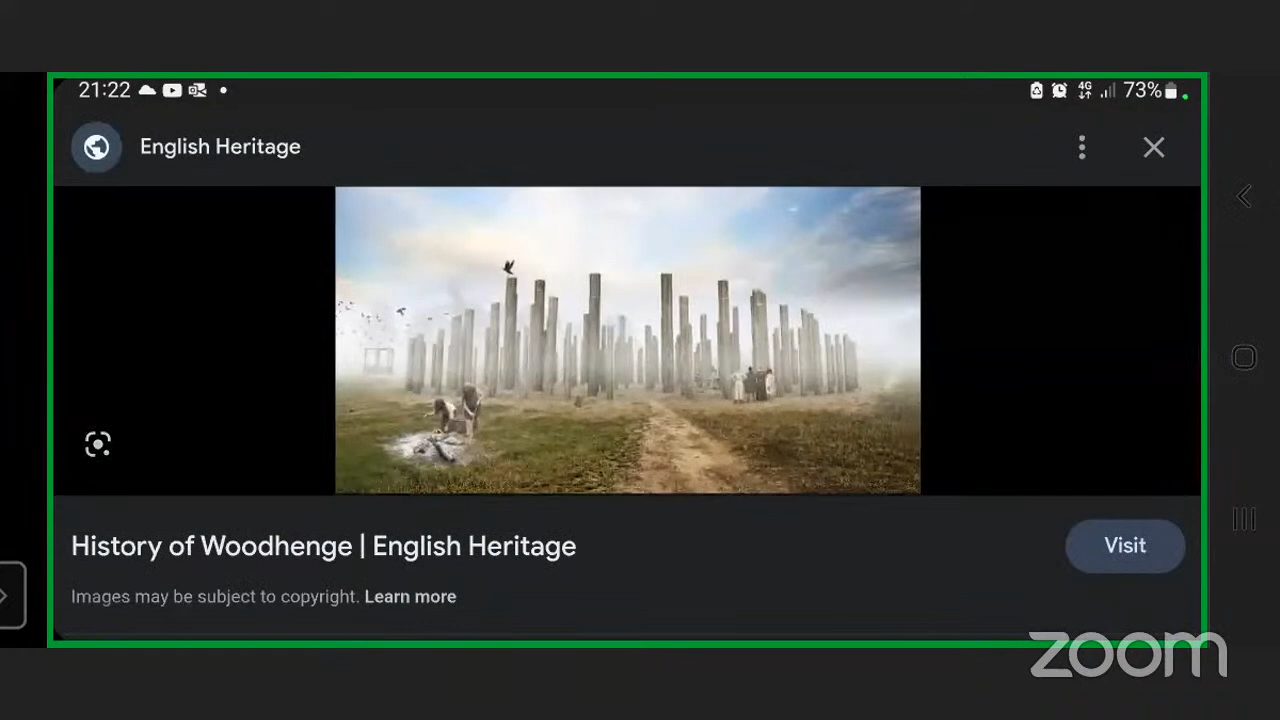 21:22
4G
73%
English Heritage
History of Woodhenge | English Heritage
Visit
Images may be subject to copyright. Learn more
zoom